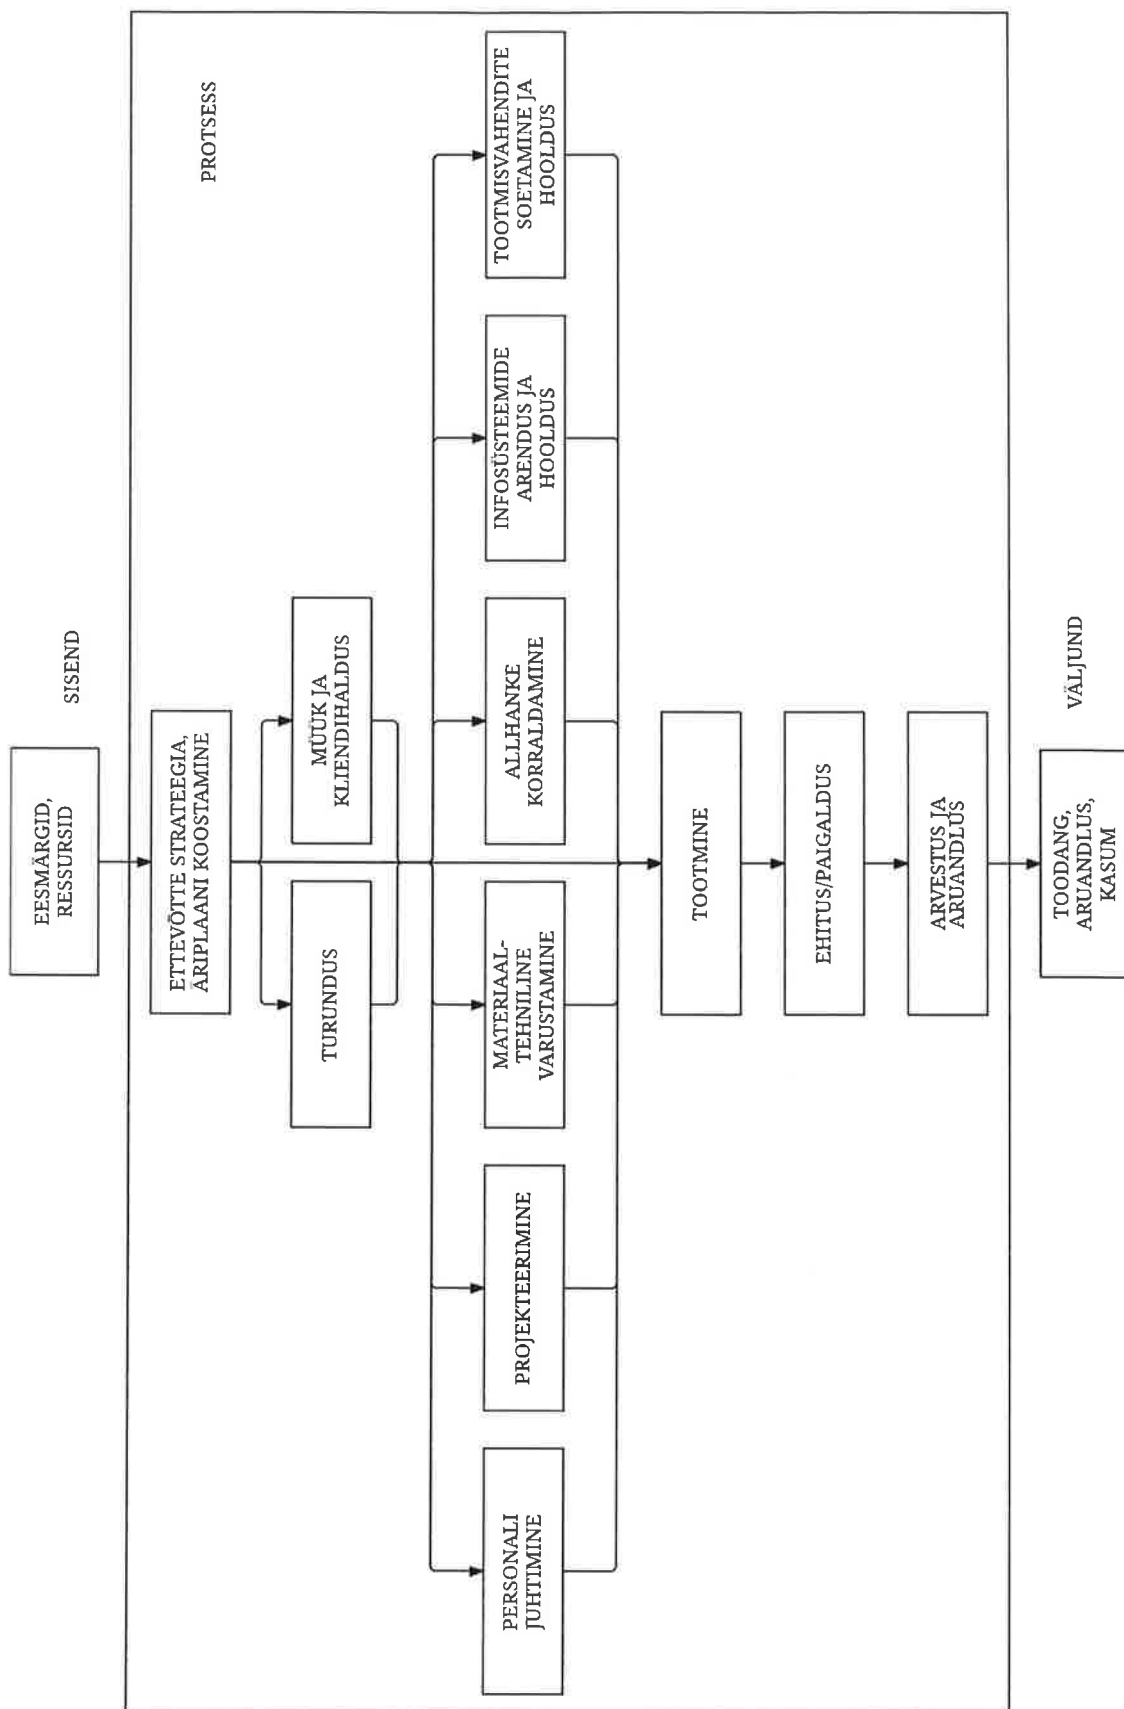 EESMÄRGID,
RESSURSID
SISEND
ETTEVÕTTE STRATEEGIA,
ÄRIPLAANI KOOSTAMINE
PROTSESS
TURUNDUS
MÜÜK JA
KLIENDIHALDUS
PERSONALI
JUHTIMINE
PROJEKTEERIMINE
MATERIAAL-
TEHNILINE
VARUSTAMINE
ALLHANKE
KORRALDAMINE
INFOSÜSTEEMIDE
ARENDUS JA
HOOLDUS
TOOTMISVAHENDITE
SOETAMINE JA
HOOLDUS
TOOTMINE
EHITUS/PAIGALDUS
ARVESTUS JA
ARUANDLUS
TOODANG,
ARUANDLUS,
KASUM
VÄLJUND